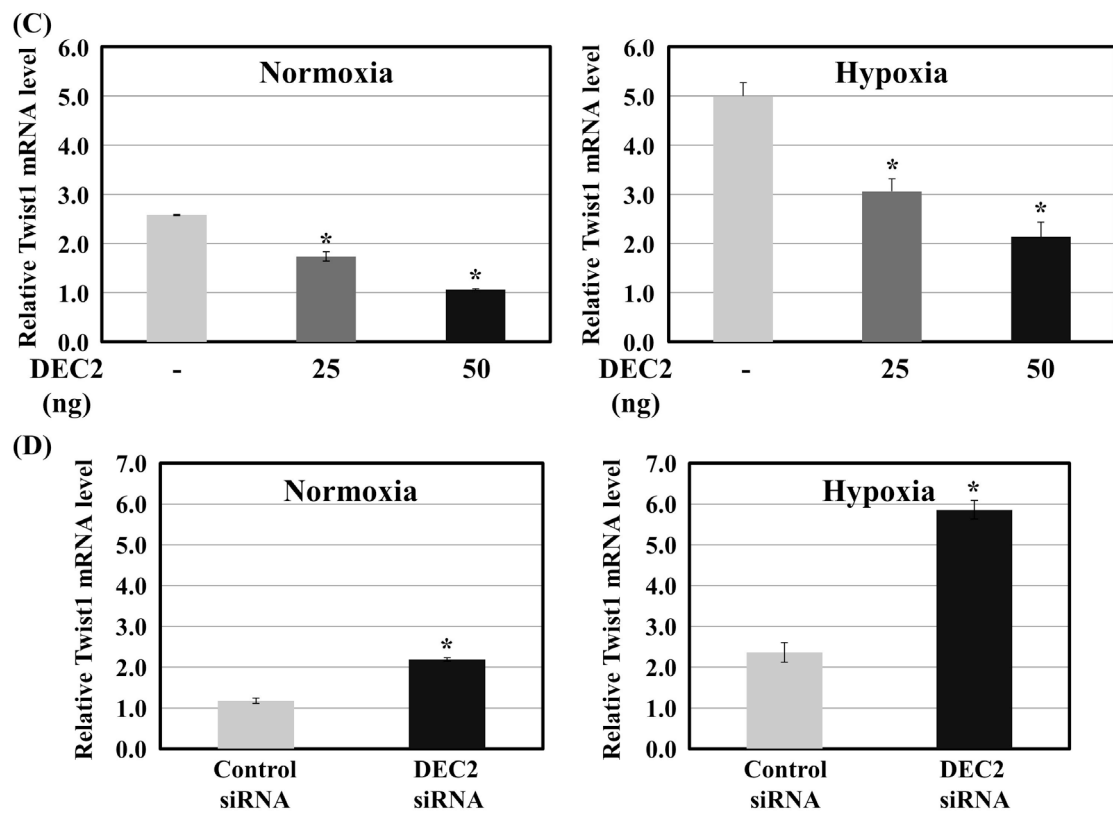 (C)
Relative Twist1 mRNA level
6.0
5.0
4.0
3.0
2.0
1.0
0.0
Normoxia
*
*
DEC2 - 25 50
(ng)
Relative Twist1 mRNA level
6.0
5.0
4.0
3.0
2.0
1.0
0.0
Hypoxia
*
*
DEC2 - 25 50
(ng)
(D)
Relative Twist1 mRNA level
7.0
6.0
5.0
4.0
3.0
2.0
1.0
0.0
Normoxia
*
Control DEC2
siRNA siRNA
Relative Twist1 mRNA level
7.0
6.0
5.0
4.0
3.0
2.0
1.0
0.0
Hypoxia
*
Control DEC2
siRNA siRNA